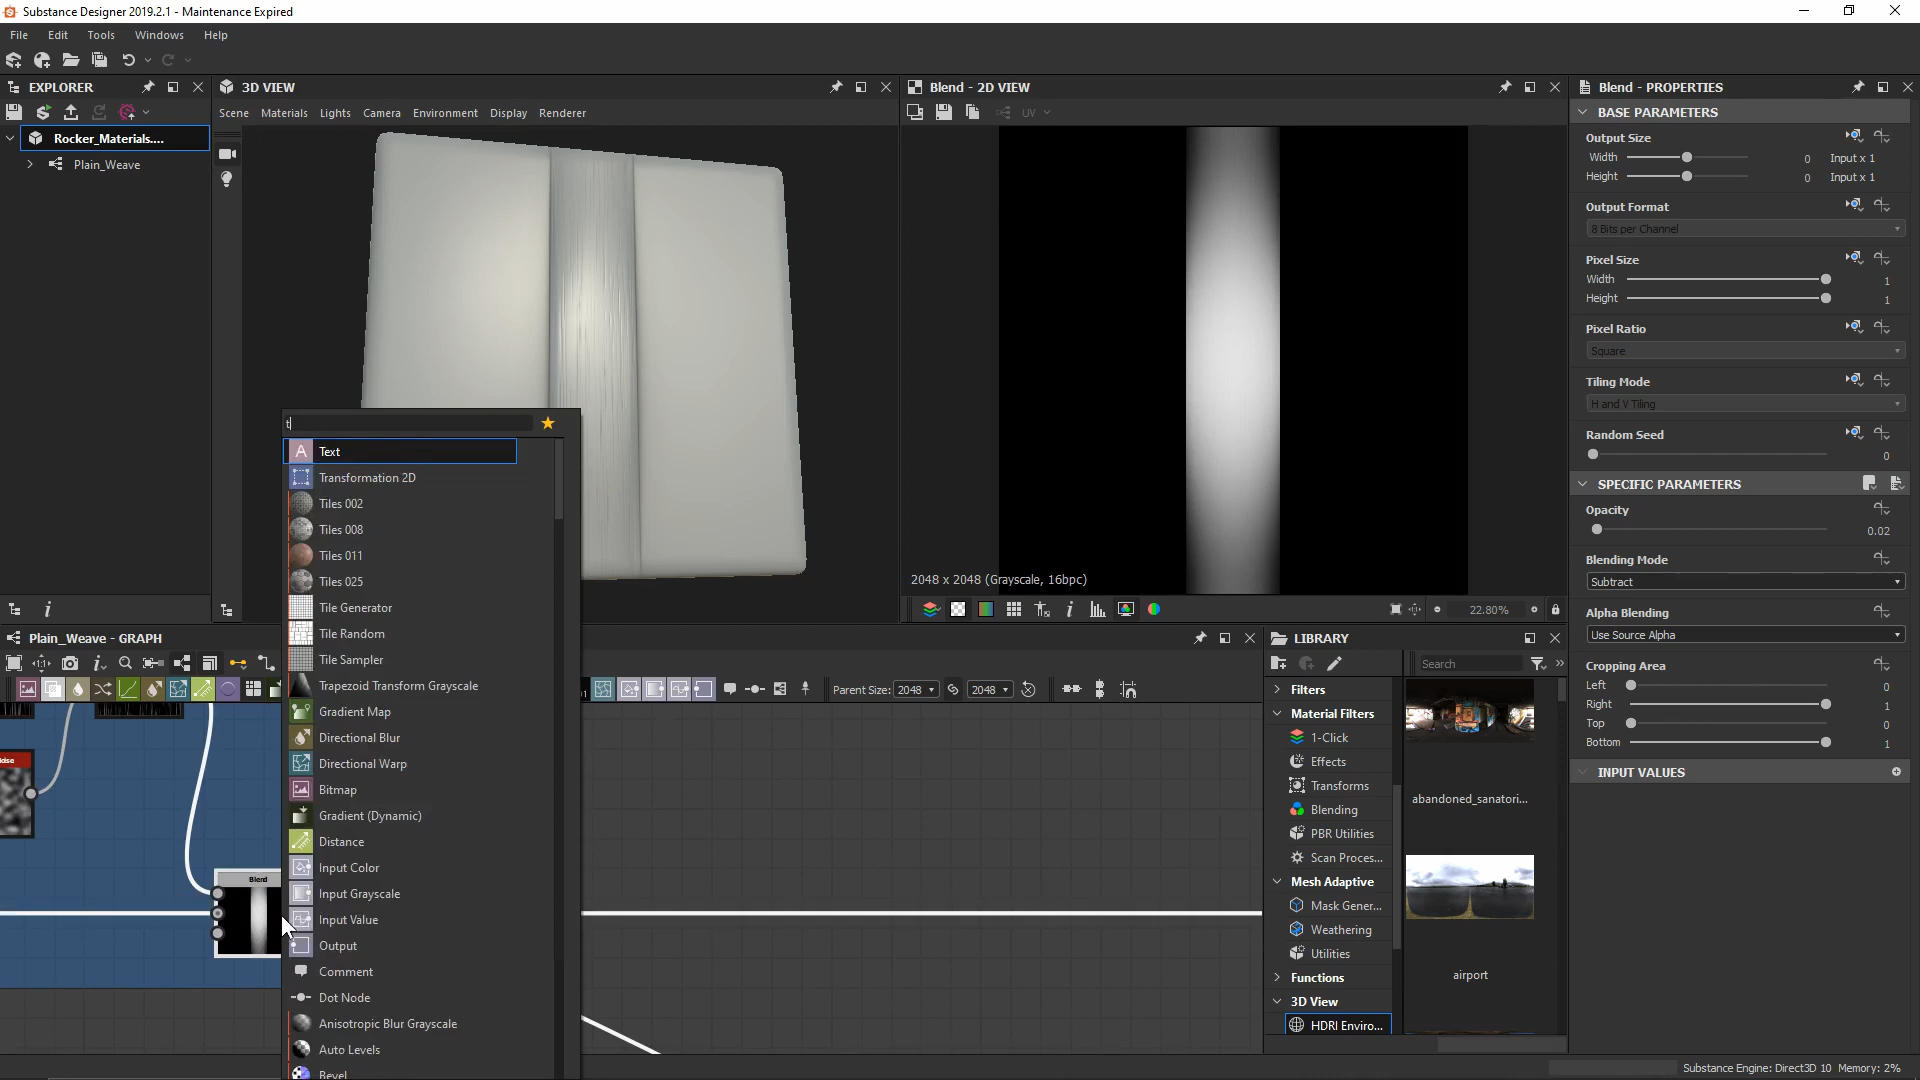 Substance Designer 2019.2.1 - Maintenance Expired
File Edit Tools Windows Help
EXPLORER
Rocker_Materials....
Plain_Weave
3D VIEW
Scene Materials Lights Camera Environment Display Renderer
Blend - 2D VIEW
UV
2048 x 2048 (Grayscale, 16bpc)
22.80%
Blend - PROPERTIES
BASE PARAMETERS
Output Size
Width 0 Input x 1
Height 0 Input x 1
Output Format
8 Bits per Channel
Pixel Size
Width 1
Height 1
Pixel Ratio
Square
Tiling Mode
H and V Tiling
Random Seed
0
SPECIFIC PARAMETERS
Opacity
0.02
Blending Mode
Subtract
Alpha Blending
Use Source Alpha
Cropping Area
Left 0
Right 1
Top 0
Bottom 1
INPUT VALUES
t
Text
Transformation 2D
Tiles 002
Tiles 008
Tiles 011
Tiles 025
Tile Generator
Tile Random
Tile Sampler
Trapezoid Transform Grayscale
Gradient Map
Directional Blur
Directional Warp
Bitmap
Gradient (Dynamic)
Distance
Input Color
Input Grayscale
Input Value
Output
Comment
Dot Node
Anisotropic Blur Grayscale
Auto Levels
Bevel
Plain_Weave - GRAPH
Parent Size: 2048 2048
Blend
LIBRARY
Search
Filters
Material Filters
1-Click
Effects
Transforms
Blending
PBR Utilities
Scan Proces...
Mesh Adaptive
Mask Gener...
Weathering
Utilities
Functions
3D View
HDRI Enviro...
abandoned_sanatori...
airport
Substance Engine: Direct3D 10 Memory: 2%